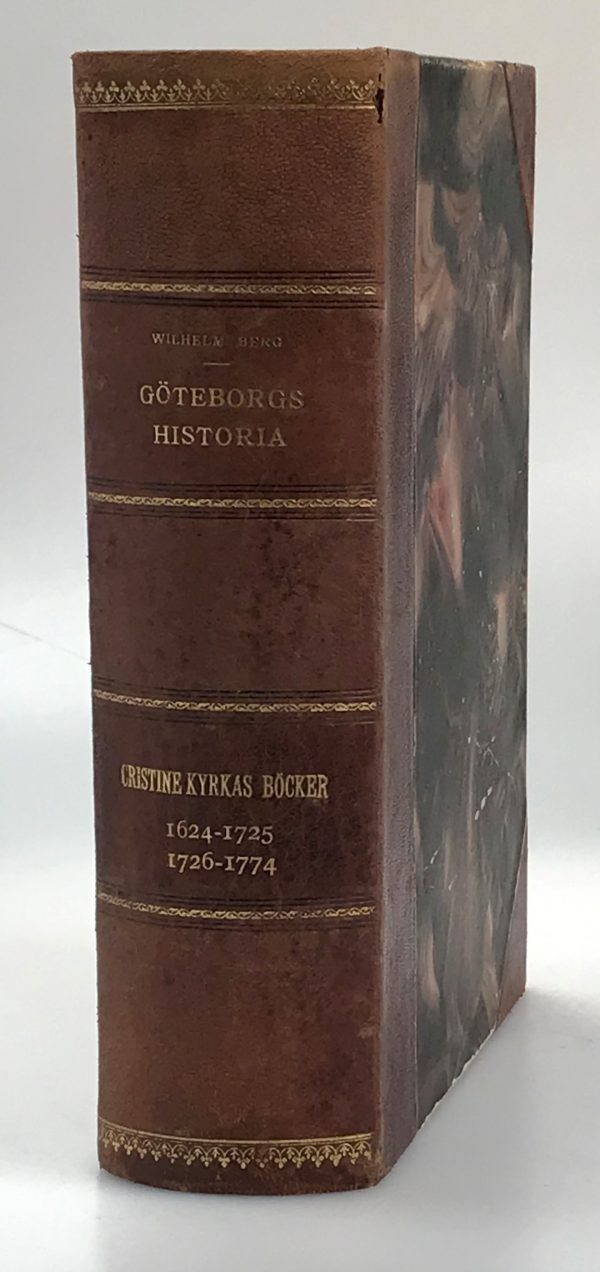 WILHELM BERG
GÖTEBORGS
HISTORIA
CRISTINE KYRKAS BÖCKER
1624-1725
1726-1774